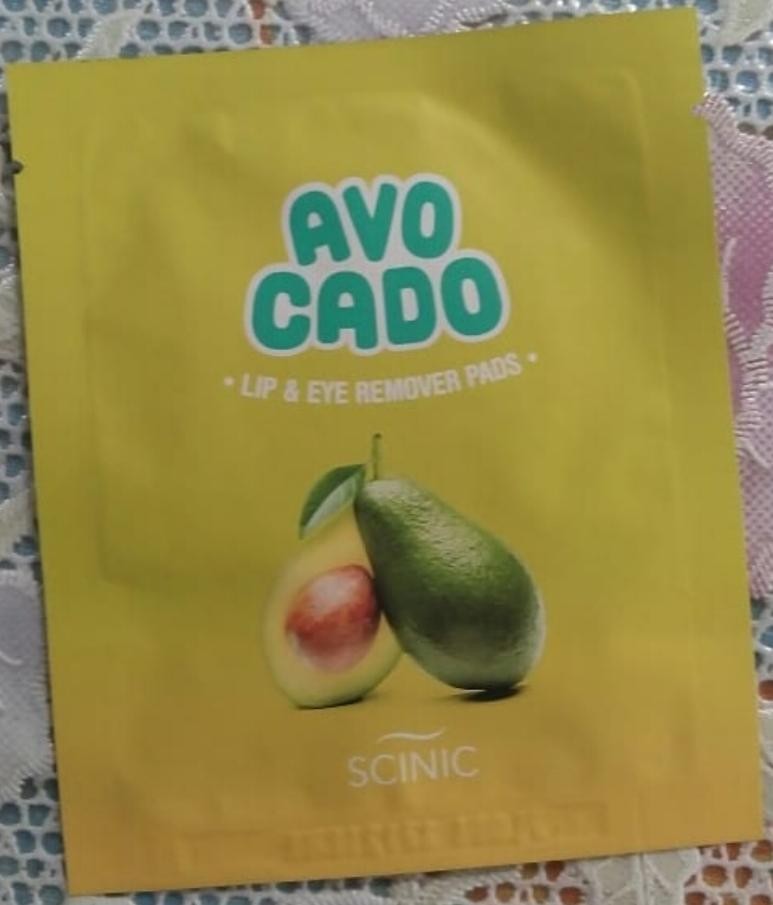 AVO
CADO
• LIP & EYE REMOVER PADS •
SCINIC